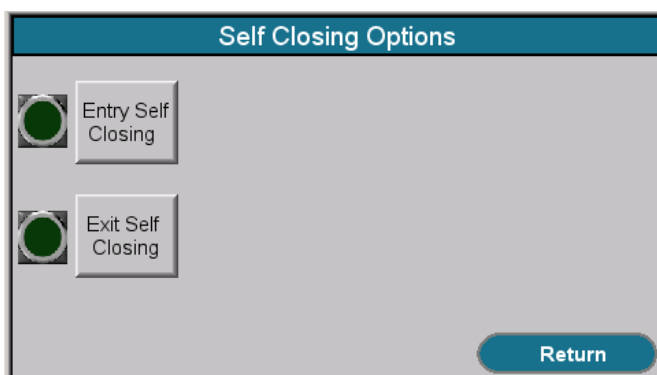 Self Closing Options
Entry Self
Closing
Exit Self
Closing
Return